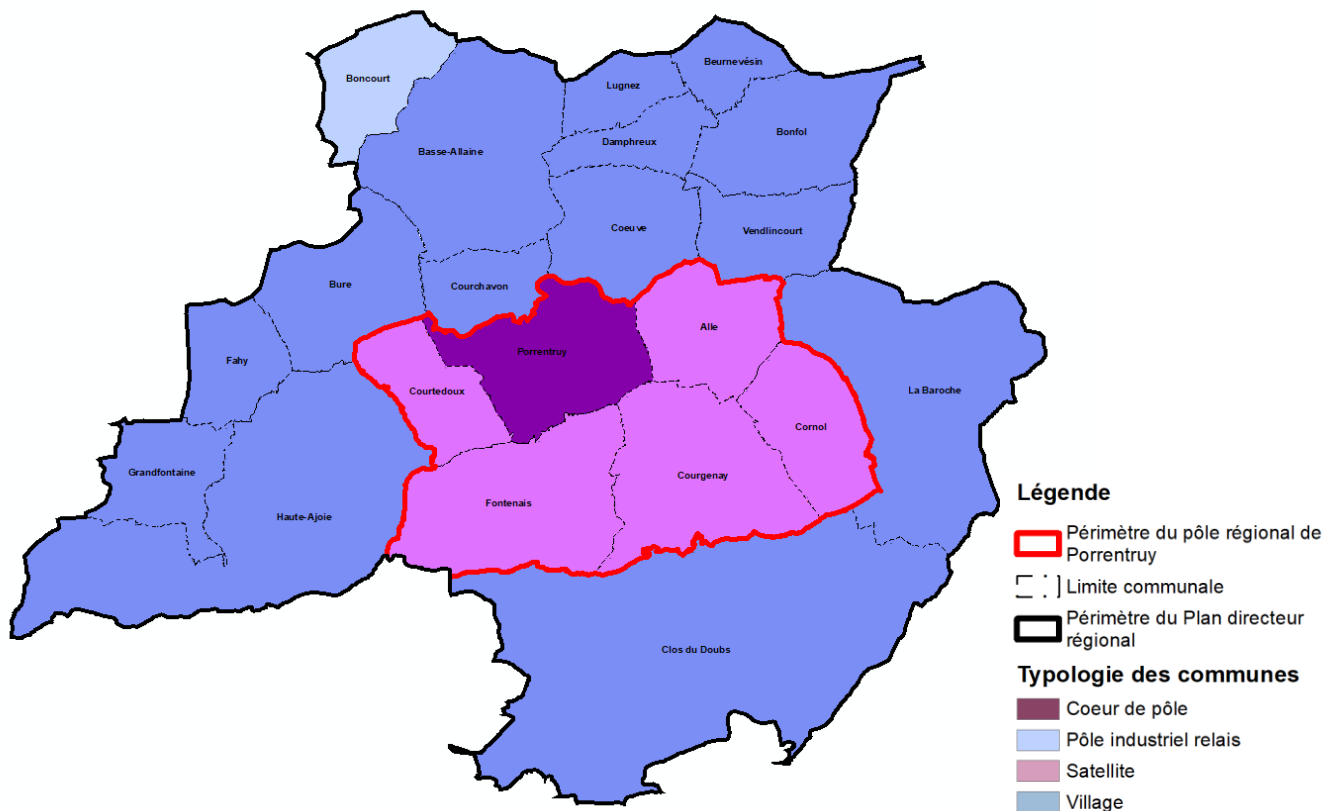 Boncourt
Beurnevésin
Lugnez
Bonfol
Damphreux
Basse-Allaine
Coeuve
Vendlincourt
Bure
Courchavon
Alle
Porrentruy
Fahy
Courtedoux
La Baroche
Cornol
Grandfontaine
Courgenay
Fontenais
Haute-Ajoie
Clos du Doubs
Légende
Périmètre du pôle régional de
Porrentruy
Limite communale
Périmètre du Plan directeur
régional
Typologie des communes
Coeur de pôle
Pôle industriel relais
Satellite
Village